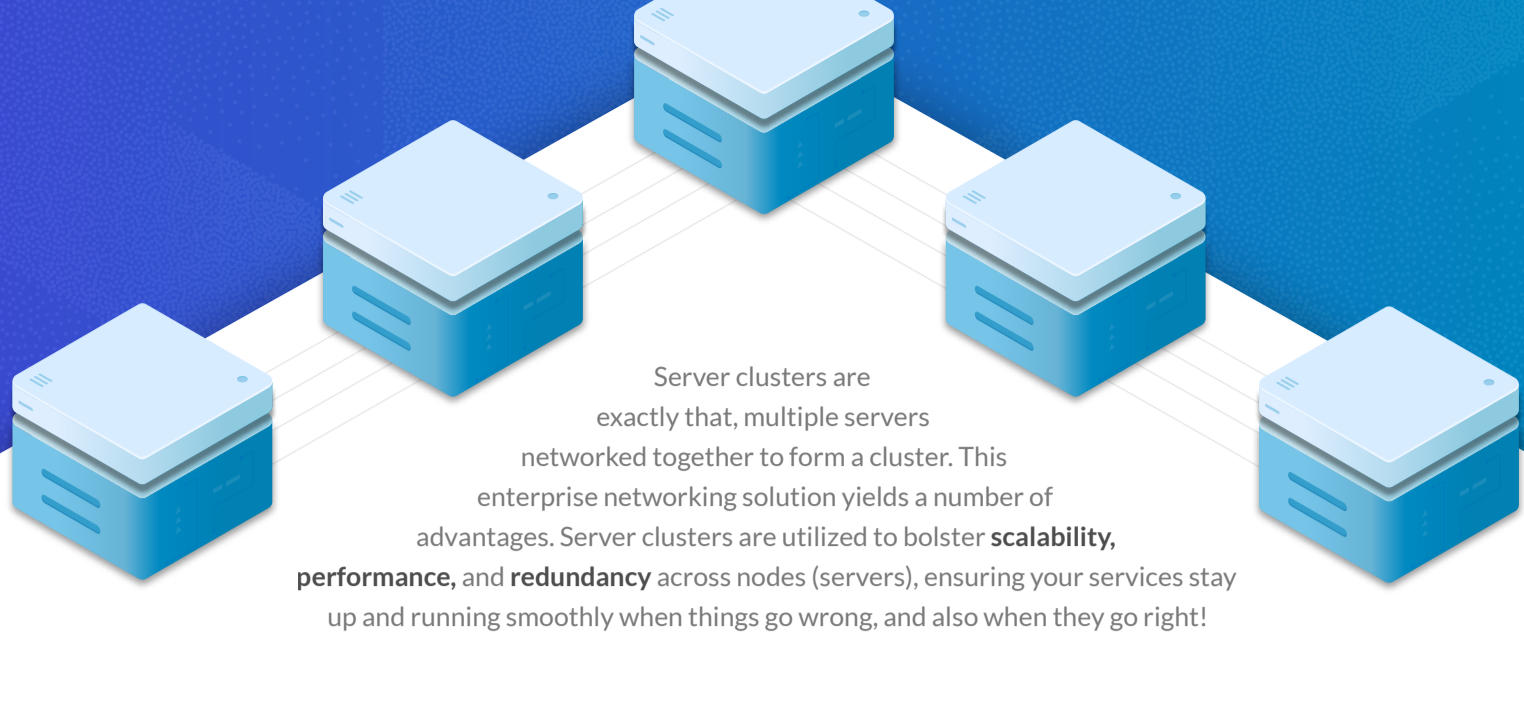 Server clusters are
exactly that, multiple servers
networked together to form a cluster. This
enterprise networking solution yields a number of
advantages. Server clusters are utilized to bolster scalability,
performance, and redundancy across nodes (servers), ensuring your services stay
up and running smoothly when things go wrong, and also when they go right!